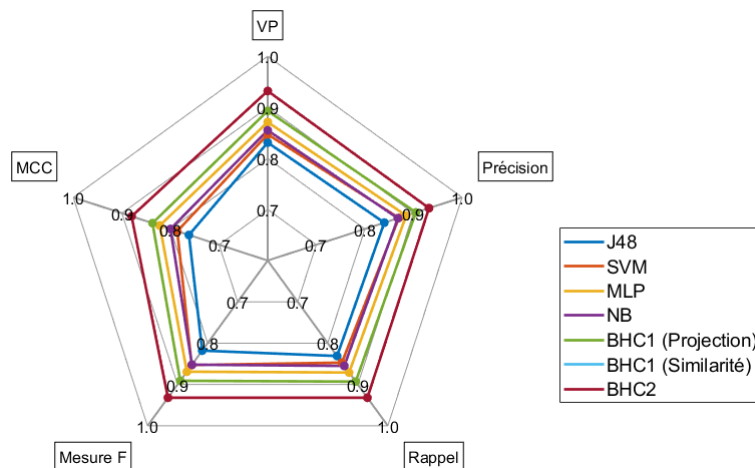 VP
1.0
0.9
0.8
0.7
MCC
1.0
0.9
0.8
0.7
Précision
1.0
0.9
0.8
0.7
0.7
0.8
0.9
1.0
Mesure F
0.7
0.8
0.9
1.0
Rappel
J48
SVM
MLP
NB
BHC1 (Projection)
BHC1 (Similarité)
BHC2